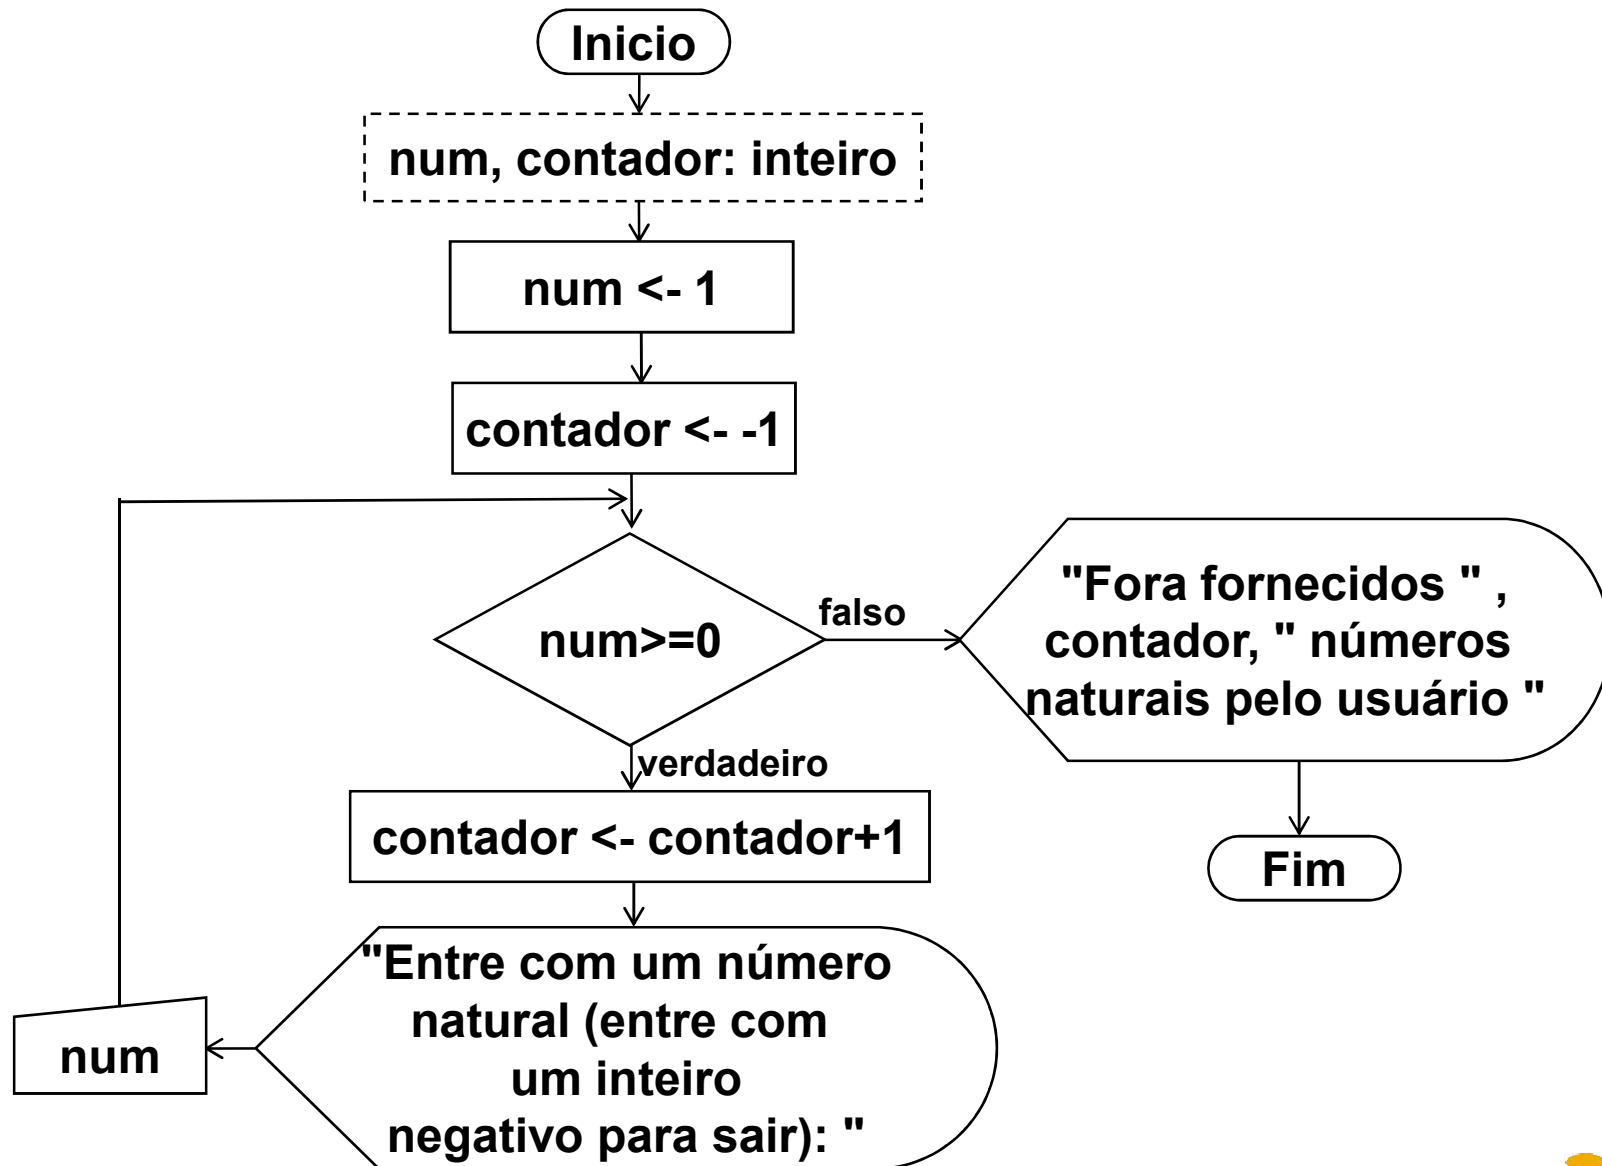 Inicio
num, contador: inteiro
num <- 1
contador <- -1
num>=0
falso
"Fora fornecidos " ,
contador, " números
naturais pelo usuário "
verdadeiro
contador <- contador+1
Fim
"Entre com um número
natural (entre com
um inteiro
negativo para sair): "
num